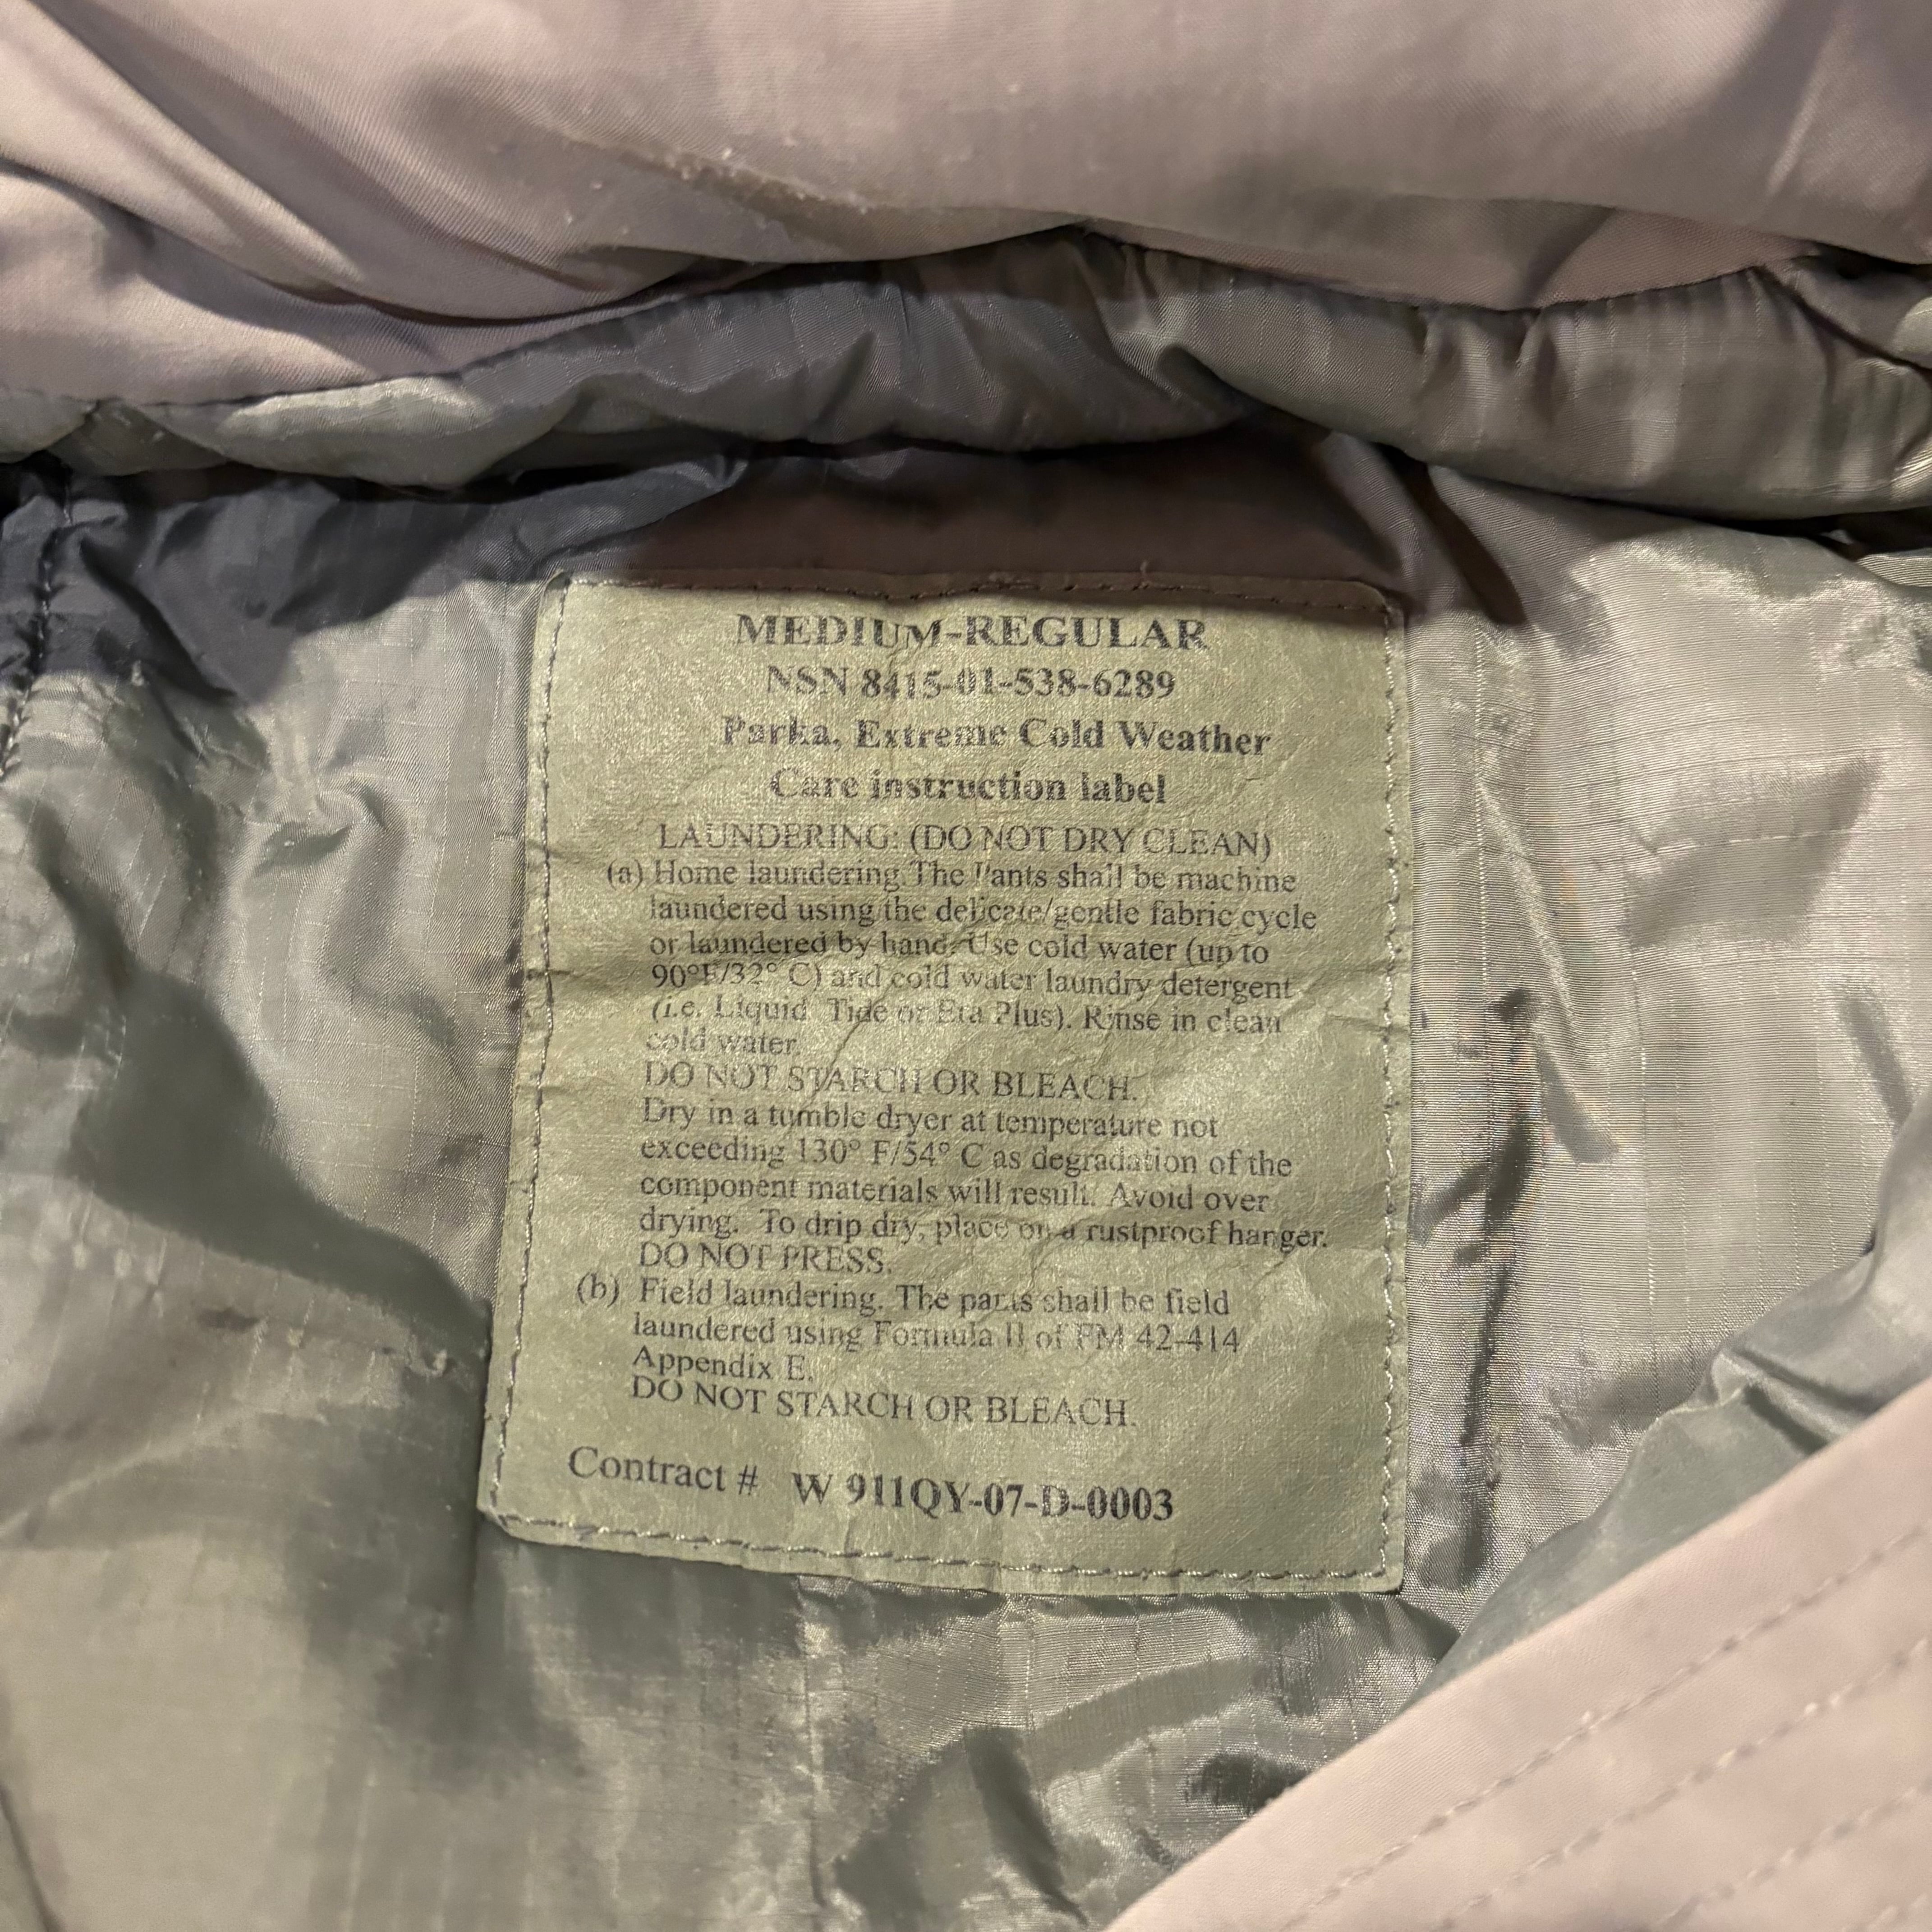 MEDIUM-REGULAR
NSN 8415-01-538-6289
Parka, Extreme Cold Weather
Care instruction label
LAUNDERING: (DO NOT DRY CLEAN)
(a) Home laundering. The Pants shall be machine
laundered using the delicate/gentle fabric cycle
or laundered by hand. Use cold water (up to
90°F/32° C) and cold water laundry detergent
(i.e. Liquid Tide or Era Plus). Rinse in clean
cold water.
DO NOT STARCH OR BLEACH.
Dry in a tumble dryer at temperature not
exceeding 130° F/54° C as degradation of the
component materials will result. Avoid over
drying. To drip dry, place on a rustproof hanger.
DO NOT PRESS.
(b) Field laundering. The pants shall be field
laundered using Formula II of FM 42-414
Appendix E.
DO NOT STARCH OR BLEACH.
Contract # W 911QY-07-D-0003